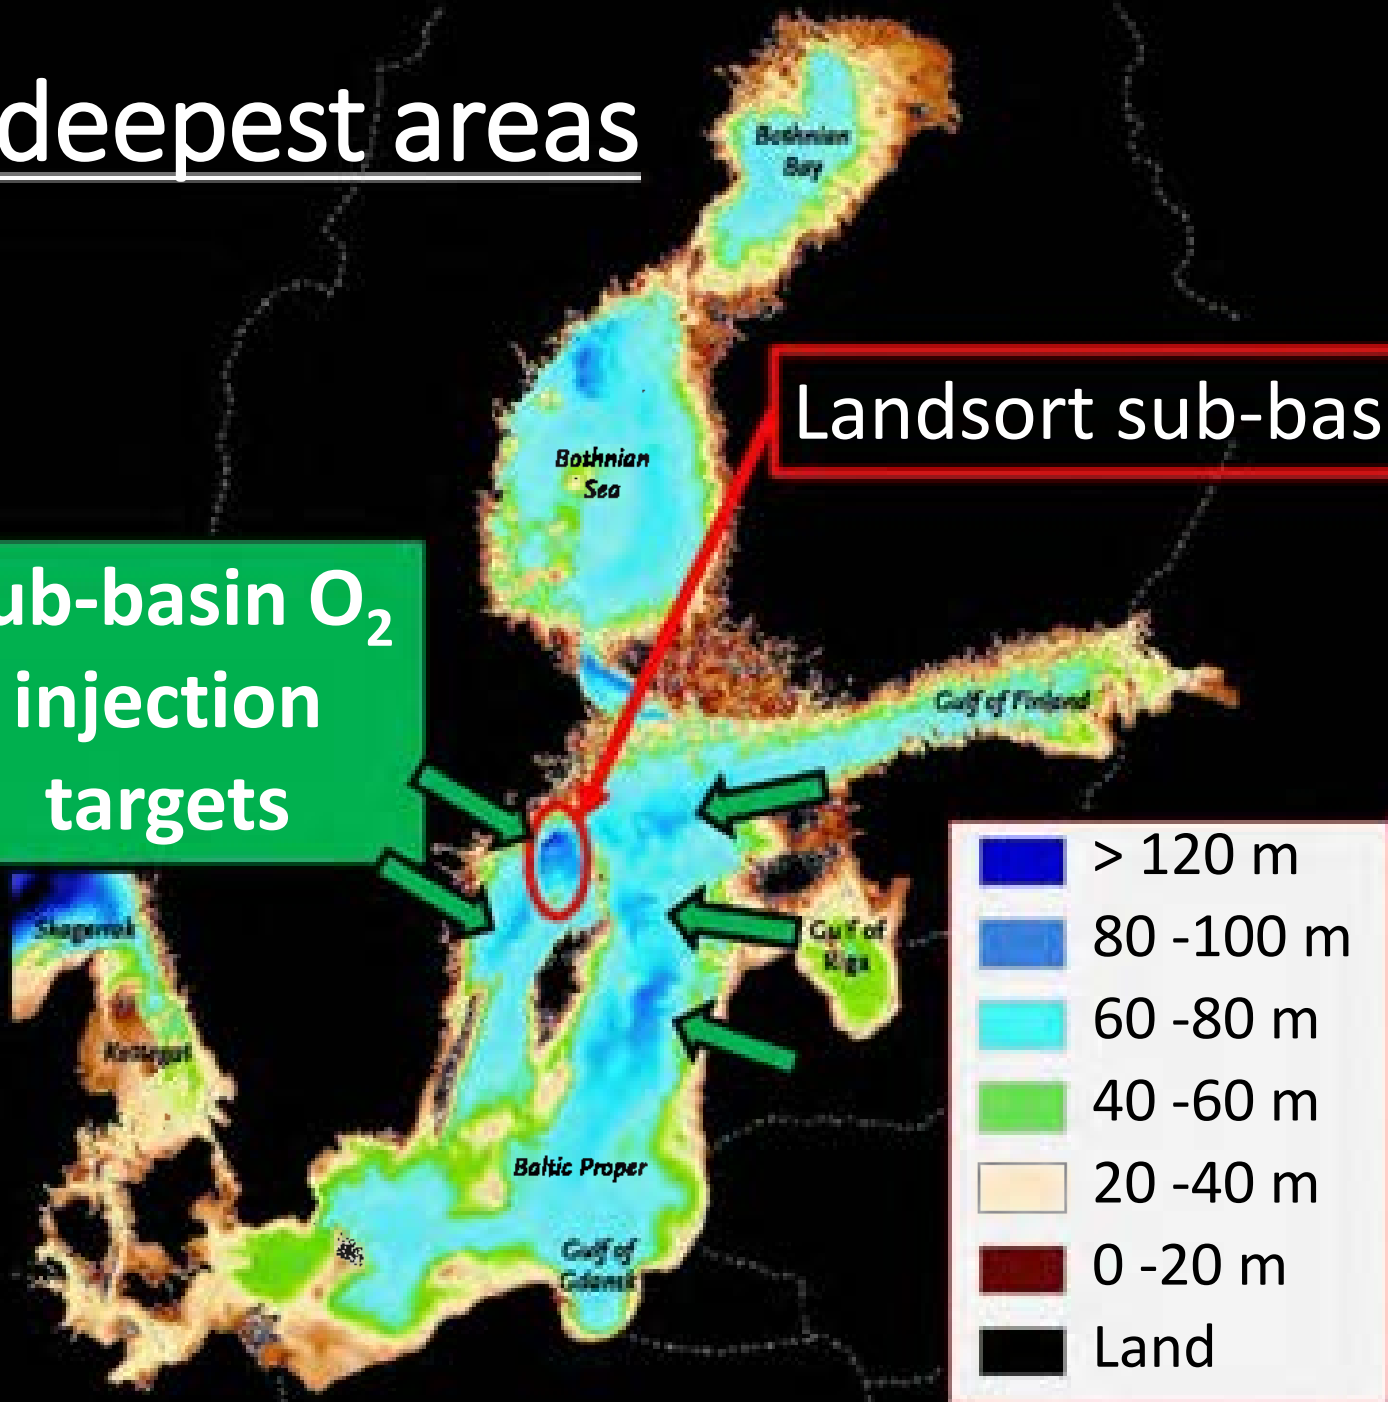 deepest areas
Bothnian
Bay
Landsort sub-bas
Bothnian
Sea
ub-basin O₂
injection
targets
Gulf of Finland
Skagerrak
Kattegat
Gulf of
Riga
Baltic Proper
Gulf of
Gdansk
> 120 m
80 -100 m
60 -80 m
40 -60 m
20 -40 m
0 -20 m
Land